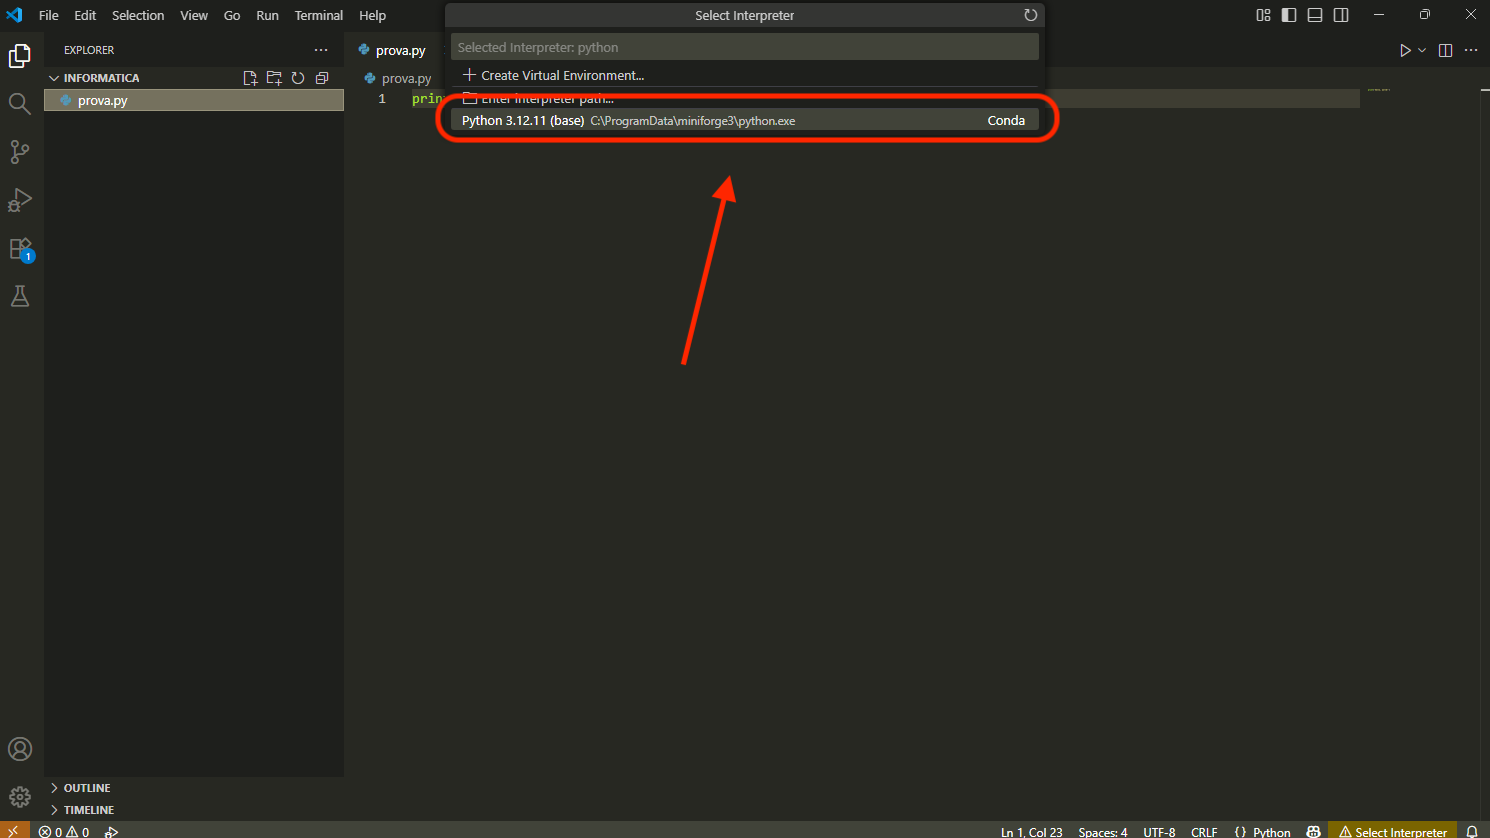 File Edit Selection View Go Run Terminal Help
Select Interpreter
EXPLORER
prova.py
Selected Interpreter: python
INFORMATICA
prova.py
Create Virtual Environment...
prova.py
1
prin
Enter interpreter path...
Python 3.12.11 (base) C:\ProgramData\miniforge3\python.exe Conda
1
OUTLINE
TIMELINE
0 0
Ln 1, Col 23 Spaces: 4 UTF-8 CRLF {} Python Select Interpreter